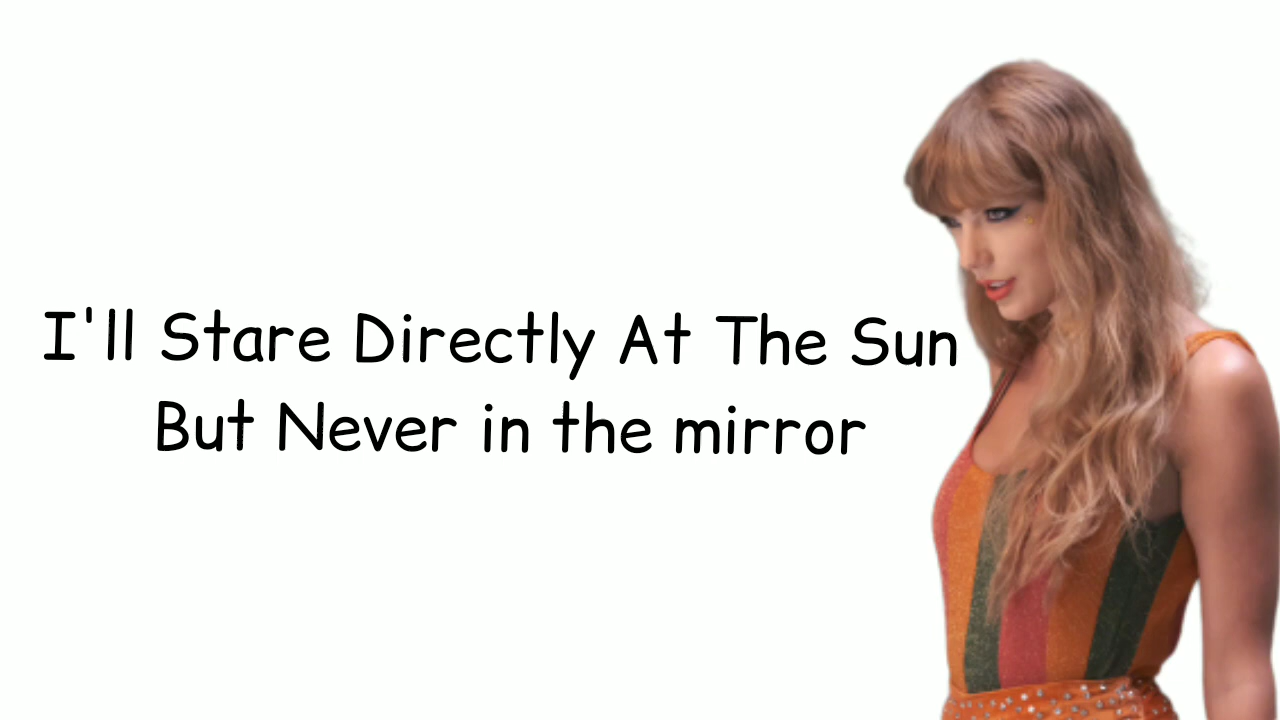 I'll Stare Directly At The Sun
But Never in the mirror